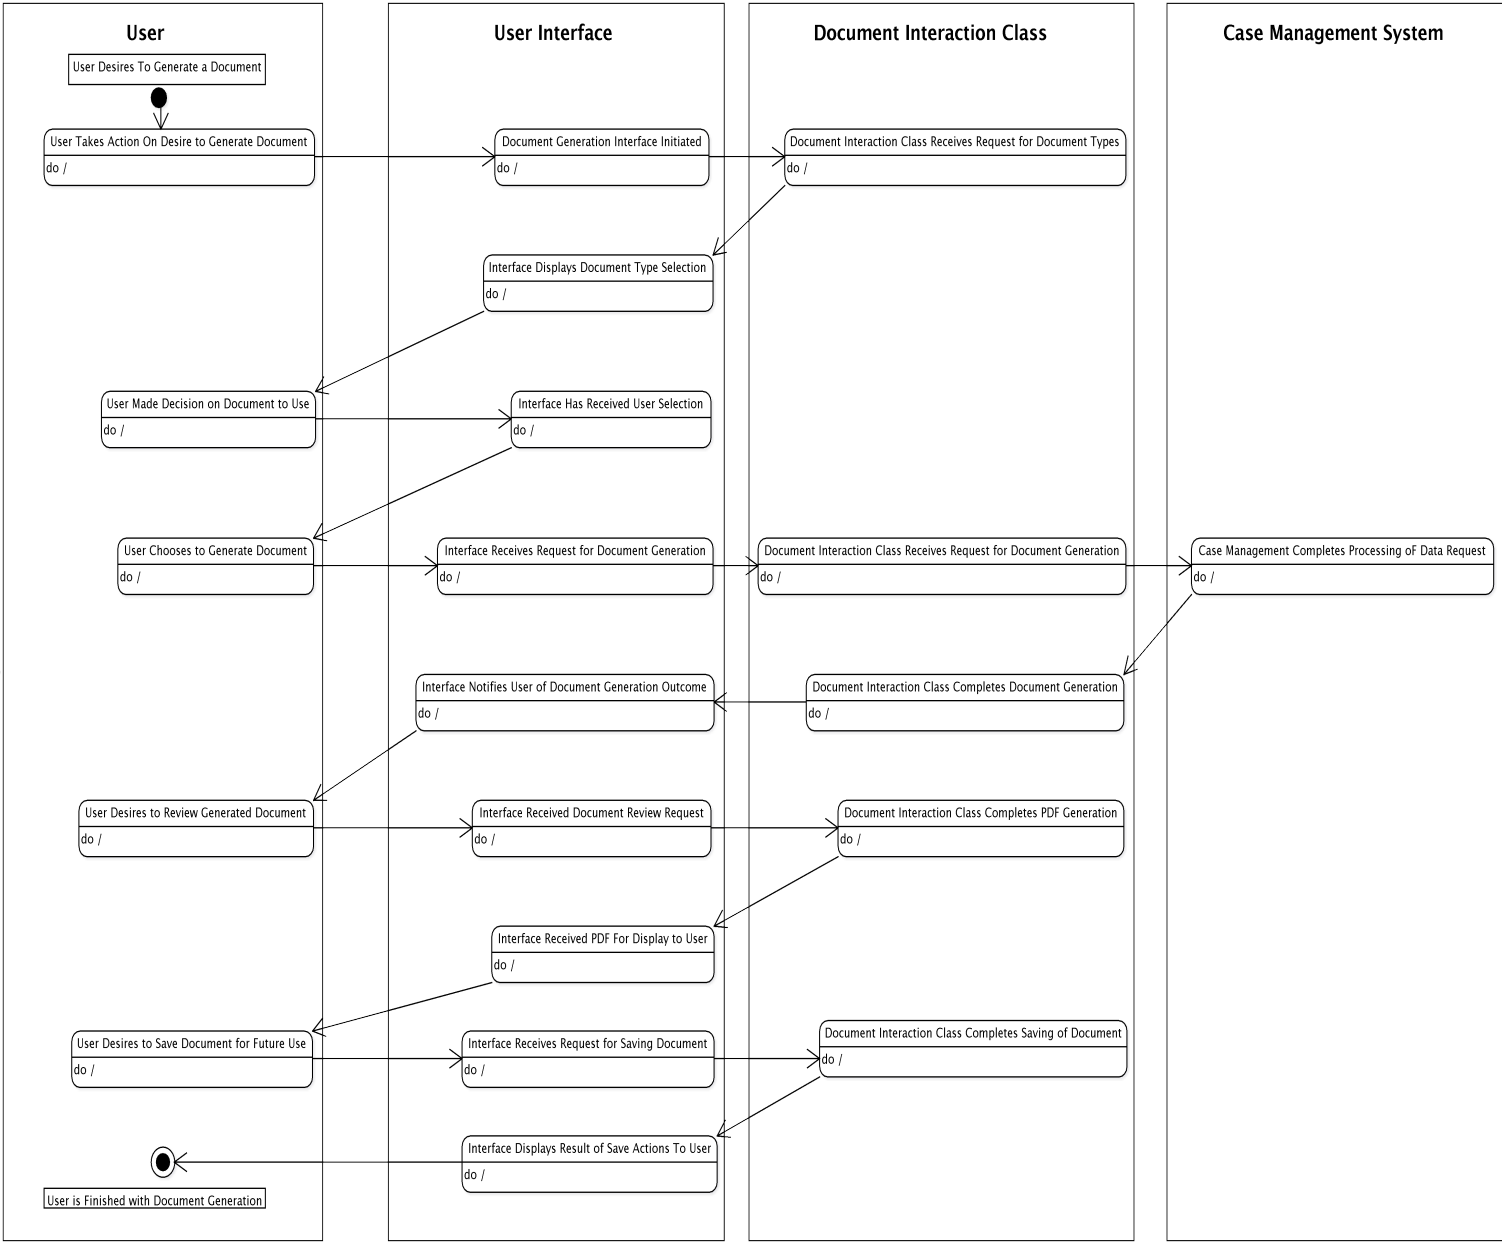 User
User Interface
Document Interaction Class
Case Management System
User Desires To Generate a Document
User Takes Action On Desire to Generate Document
do /
Document Generation Interface Initiated
do /
Document Interaction Class Receives Request for Document Types
do /
Interface Displays Document Type Selection
do /
User Made Decision on Document to Use
do /
Interface Has Received User Selection
do /
User Chooses to Generate Document
do /
Interface Receives Request for Document Generation
do /
Document Interaction Class Receives Request for Document Generation
do /
Case Management Completes Processing oF Data Request
do /
Interface Notifies User of Document Generation Outcome
do /
Document Interaction Class Completes Document Generation
do /
User Desires to Review Generated Document
do /
Interface Received Document Review Request
do /
Document Interaction Class Completes PDF Generation
do /
Interface Received PDF For Display to User
do /
User Desires to Save Document for Future Use
do /
Interface Receives Request for Saving Document
do /
Document Interaction Class Completes Saving of Document
do /
Interface Displays Result of Save Actions To User
do /
User is Finished with Document Generation